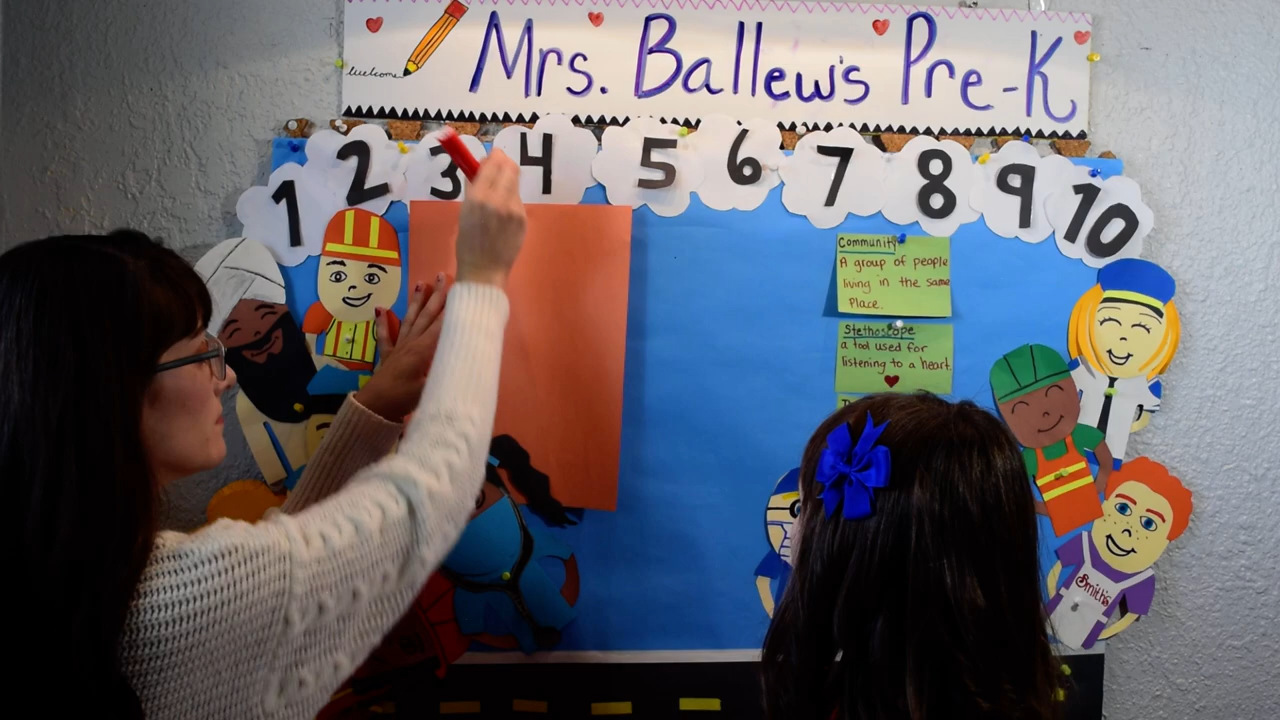 welcome
Mrs. Ballew's Pre-K
1 2 3 4 5 6 7 8 9 10
Community
A group of people
living in the same
Place.
Stethoscope
a tool used for
listening to a heart.
Smith's